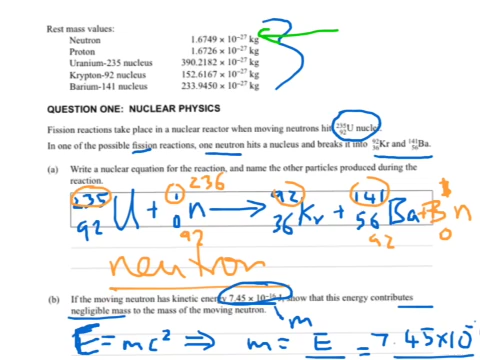 Rest mass values:
Neutron 1.6749 × 10⁻²⁷ kg
Proton 1.6726 × 10⁻²⁷ kg
Uranium-235 nucleus 390.2182 × 10⁻²⁷ kg
Krypton-92 nucleus 152.6167 × 10⁻²⁷ kg
Barium-141 nucleus 233.9450 × 10⁻²⁷ kg
QUESTION ONE: NUCLEAR PHYSICS
Fission reactions take place in a nuclear reactor when moving neutrons hit ²³⁵₉₂U nuclei.
In one of the possible fission reactions, one neutron hits a nucleus and breaks it into ⁹²₃₆Kr and ¹⁴¹₅₆Ba.
(a) Write a nuclear equation for the reaction, and name the other particles produced during the
reaction.
236
²³⁵₉₂U + ¹₀n → ⁹²₃₆Kr + ¹⁴¹₅₆Ba + 3 ¹₀n
92 92
neutron
(b) If the moving neutron has kinetic energy 7.45 × 10 J, show that this energy contributes
negligible mass to the mass of the moving neutron.
m
E = mc² ⇒ m = E = 7.45×10⁻